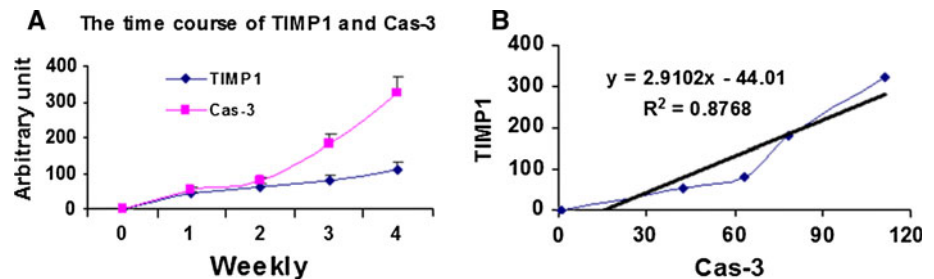 A The time course of TIMP1 and Cas-3
Arbitrary unit
400
300
200
100
0
TIMP1
Cas-3
0 1 2 3 4
Weekly
B
TIMP1
400
300
200
100
0
y = 2.9102x - 44.01
R² = 0.8768
0 30 60 90 120
Cas-3